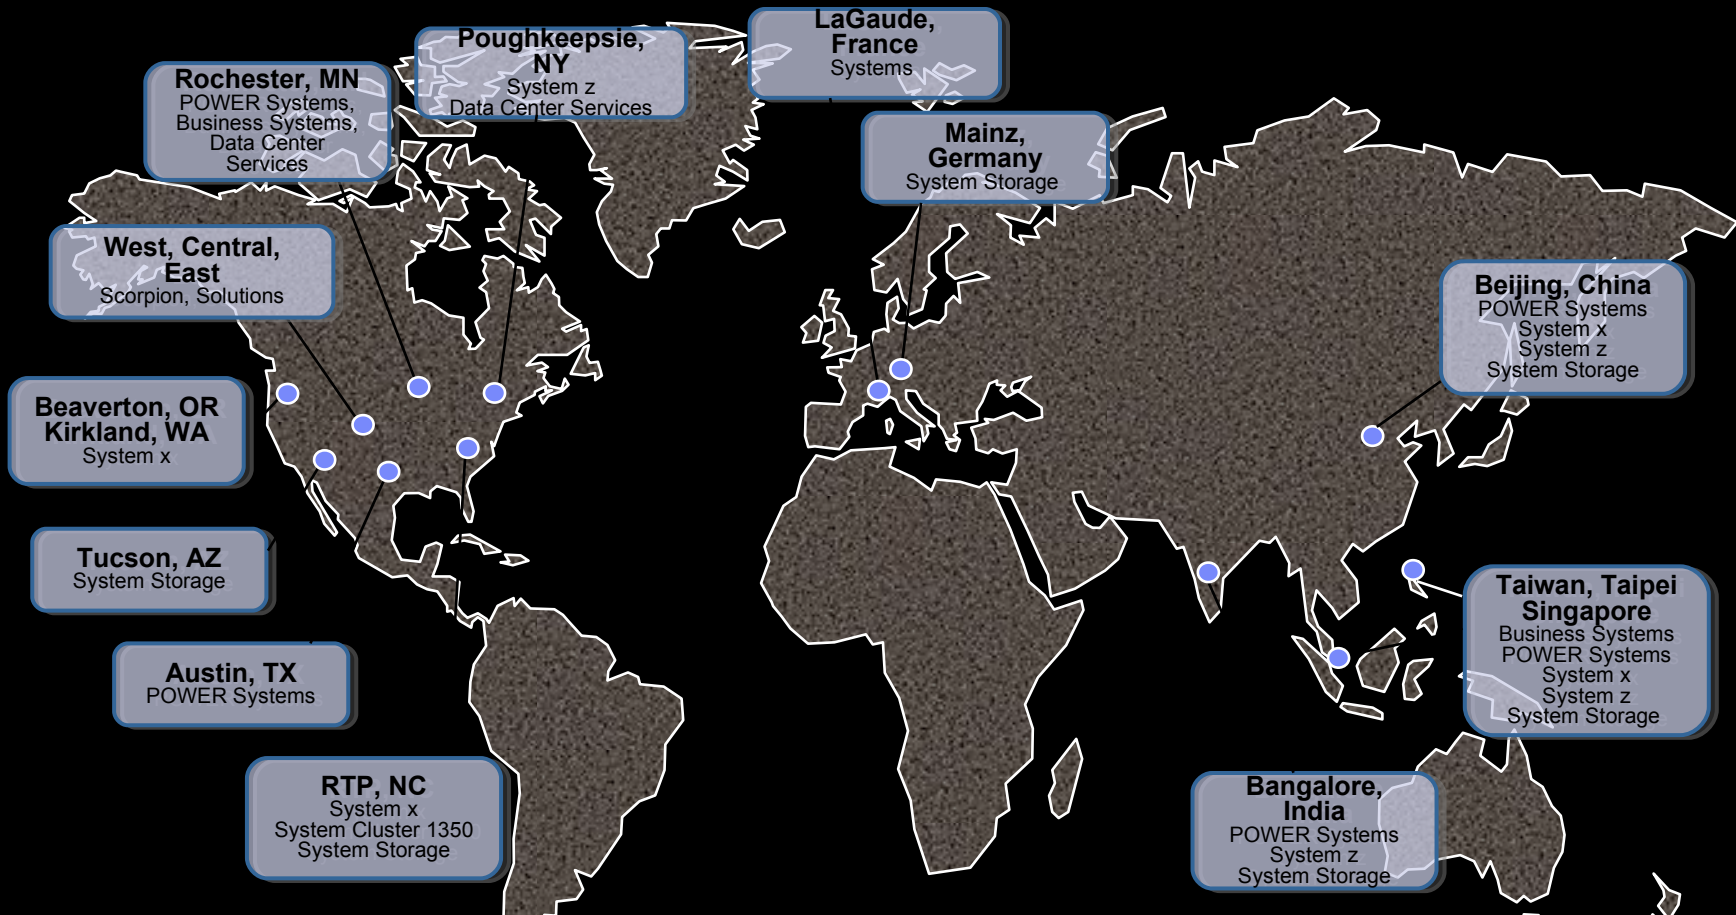 LaGaude,
France
Systems
Poughkeepsie,
NY
System z
Data Center Services
Rochester, MN
POWER Systems,
Business Systems,
Data Center
Services
Mainz,
Germany
System Storage
West, Central,
East
Scorpion, Solutions
Beijing, China
POWER Systems
System x
System z
System Storage
Beaverton, OR
Kirkland, WA
System x
Tucson, AZ
System Storage
Taiwan, Taipei
Singapore
Business Systems
POWER Systems
System x
System z
System Storage
Austin, TX
POWER Systems
RTP, NC
System x
System Cluster 1350
System Storage
Bangalore,
India
POWER Systems
System z
System Storage